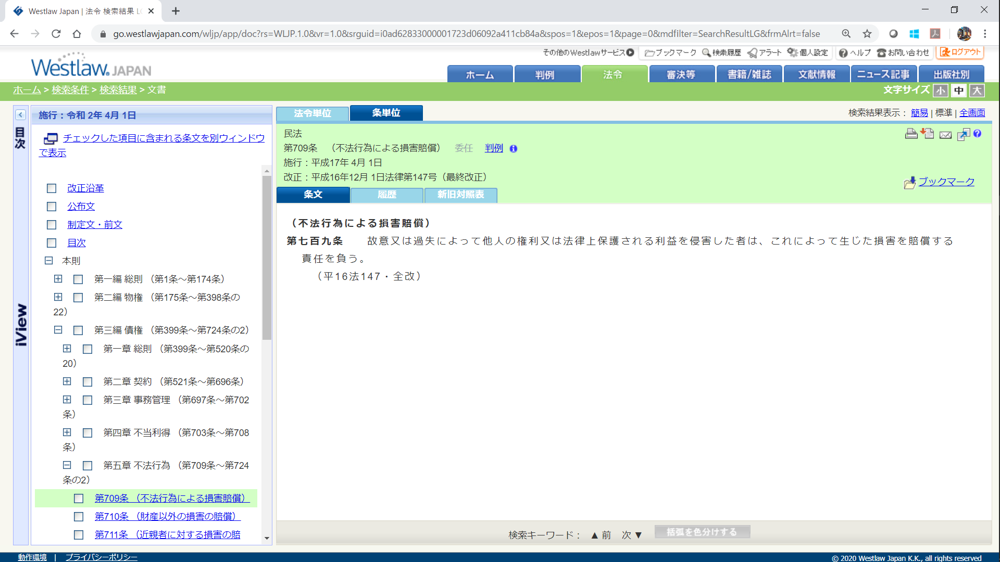 Westlaw Japan | 法令 検索結果
go.westlawjapan.com/wljp/app/doc?rs=WLJP.1.0&vr=1.0&srguid=i0ad62833000001723d06092a411cb84a&spos=1&epos=1&page=0&mdfilter=SearchResultLG&frmAlrt=false
Westlaw. JAPAN
その他のWestlawサービス ブックマーク 検索履歴 アラート 個人設定 ヘルプ お問い合わせ ログアウト
ホーム 判例 法令 審決等 書籍/雑誌 文献情報 ニュース記事 出版社別
ホーム > 検索条件 > 検索結果 > 文書
文字サイズ 小 中 大
目次
iView
施行：令和 2年 4月 1日
チェックした項目に含まれる条文を別ウィンドウ
で表示
改正沿革
公布文
制定文・前文
目次
本則
第一編 総則 （第1条～第174条）
第二編 物権 （第175条～第398条の
22）
第三編 債権 （第399条～第724条の2）
第一章 総則 （第399条～第520条の
20）
第二章 契約 （第521条～第696条）
第三章 事務管理 （第697条～第702
条）
第四章 不当利得 （第703条～第708
条）
第五章 不法行為 （第709条～第724
条の2）
第709条 （不法行為による損害賠償）
第710条 （財産以外の損害の賠償）
第711条 （近親者に対する損害の賠
法令単位 条単位
検索結果表示： 簡易 | 標準 | 全画面
民法
第709条 （不法行為による損害賠償） 委任 判例
施行：平成17年 4月 1日
改正：平成16年12月 1日法律第147号（最終改正）
ブックマーク
条文 履歴 新旧対照表
（不法行為による損害賠償）
第七百九条 故意又は過失によって他人の権利又は法律上保護される利益を侵害した者は、これによって生じた損害を賠償する
責任を負う。
（平16法147・全改）
検索キーワード： ▲ 前 次 ▼ 括弧を色分けする
動作環境 | プライバシーポリシー
© 2020 Westlaw Japan K.K., all rights reserved